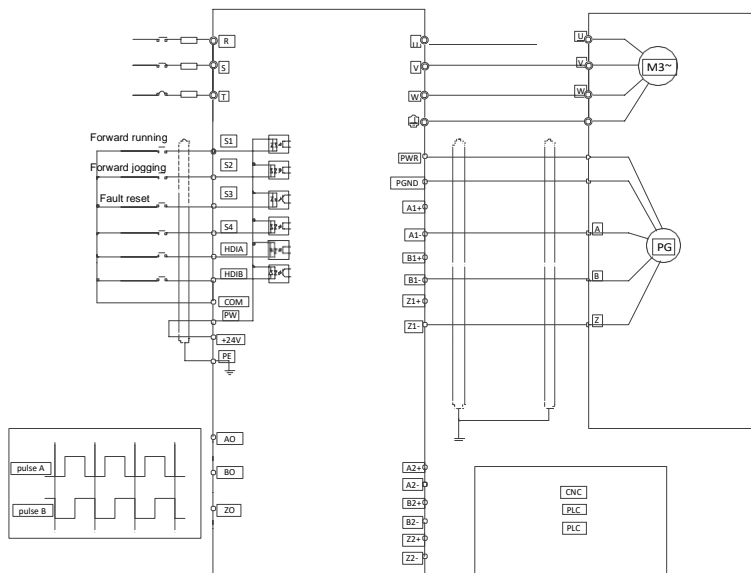 R
S
T
Forward running
S1
Forward jogging
S2
Fault reset
S3
S4
HDIA
HDIB
COM
PW
+24V
PE
V
W
U
V
W
M3~
PWR
PGND
A1+
A1-
B1+
B1-
Z1+
Z1-
A
B
Z
PG
pulse A
pulse B
AO
BO
ZO
A2+
A2-
B2+
B2-
Z2+
Z2-
CNC
PLC
PLC